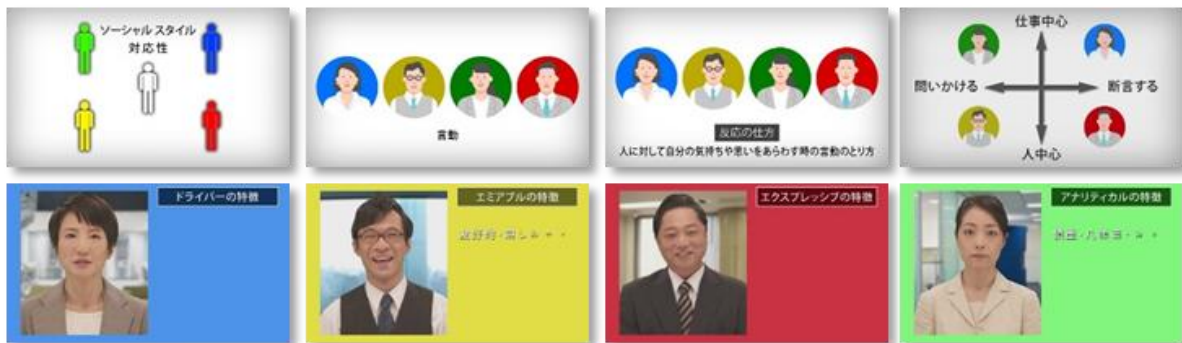 ソーシャルスタイル
対応性
言動
反応の仕方
人に対して自分の気持ちや思いをあらわす時の言動のとり方
仕事中心
問いかける
断言する
人中心
ドライバーの特徴
エミアブルの特徴
エクスプレッシブの特徴
アナリティカルの特徴